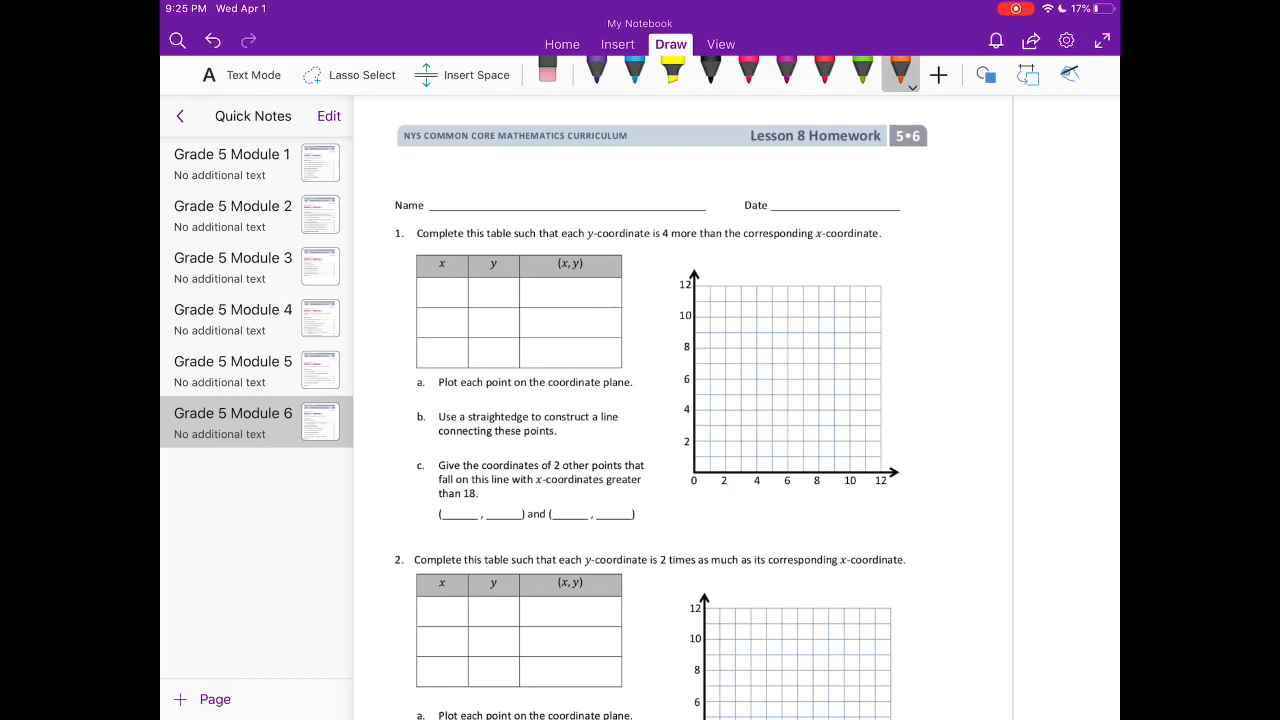 9:25 PM Wed Apr 1
17%
My Notebook
Home Insert Draw View
A Text Mode Lasso Select Insert Space
Quick Notes Edit
Grade 5 Module 1
No additional text
Grade 5 Module 2
No additional text
Grade 5 Module 3
No additional text
Grade 5 Module 4
No additional text
Grade 5 Module 5
No additional text
Grade 5 Module 6
No additional text
Page
NYS COMMON CORE MATHEMATICS CURRICULUM Lesson 8 Homework 5•6
Name Date
1. Complete this table such that each y-coordinate is 4 more than the corresponding x-coordinate.
x (x, y)
a. Plot each point on the coordinate plane.
b. Use a straightedge to construct a line
connecting these points.
c. Give the coordinates of 2 other points that
fall on this line with x-coordinates greater
than 18.
(______ , ______) and (______ , ______)
12
10
8
6
4
2
0 2 4 6 8 10 12
2. Complete this table such that each y-coordinate is 2 times as much as its corresponding x-coordinate.
x y (x, y)
a. Plot each point on the coordinate plane.
12
10
8
6